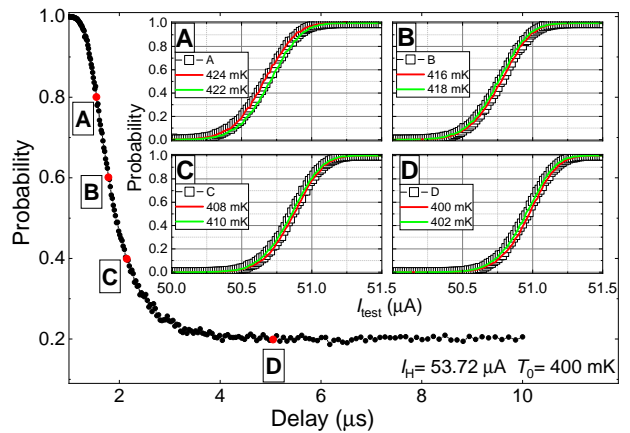 1.0
0.8
0.6
0.4
0.2
0.0
Probability
2
4
6
8
10
Delay (μs)
A
B
C
D
I_H= 53.72 μA T_0= 400 mK
A
1.0
0.8
0.6
0.4
0.2
0.0
Probability
A
424 mK
422 mK
B
B
416 mK
418 mK
C
1.0
0.8
0.6
0.4
0.2
0.0
C
408 mK
410 mK
50.0
50.5
51.0
51.5
I_test (μA)
D
D
400 mK
402 mK
50.5
51.0
51.5